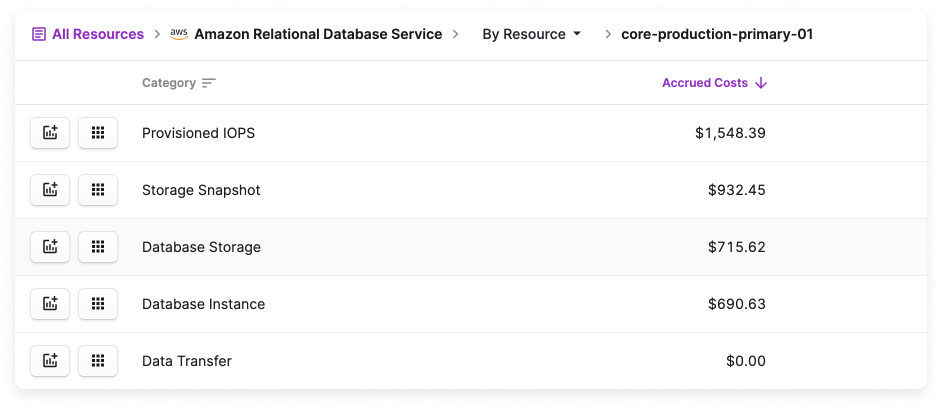 All Resources > aws Amazon Relational Database Service > By Resource > core-production-primary-01
Category Accrued Costs
Provisioned IOPS $1,548.39
Storage Snapshot $932.45
Database Storage $715.62
Database Instance $690.63
Data Transfer $0.00